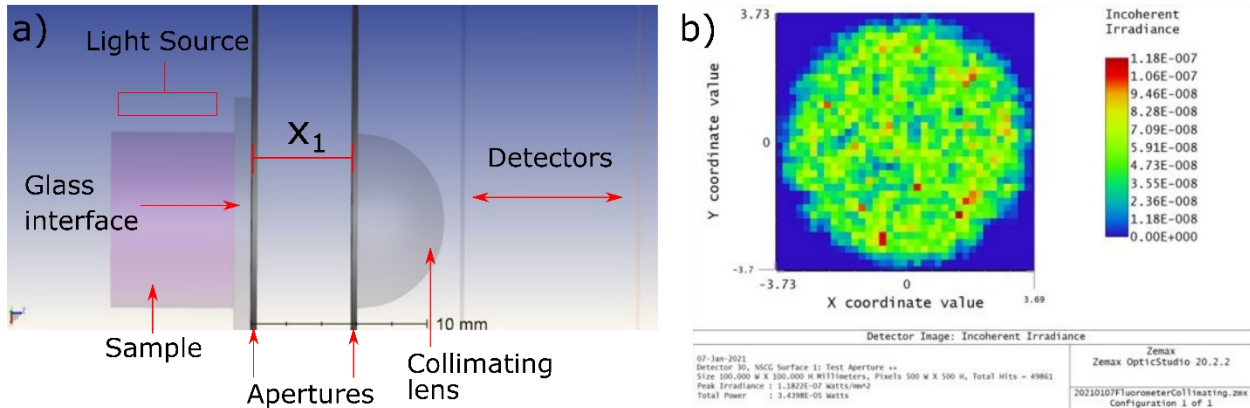 a)
Light Source
X1
Detectors
Glass
interface
10 mm
Sample
Apertures
Collimating
lens
b)
3.73
Y coordinate value
0
-3.7
-3.73
0
3.69
X coordinate value
Incoherent
Irradiance
1.18E-007
1.06E-007
9.46E-008
8.28E-008
7.09E-008
5.91E-008
4.73E-008
3.55E-008
2.36E-008
1.18E-008
0.00E+000
Detector Image: Incoherent Irradiance
07-Jan-2021
Detector 30, NSCG Surface 1: Test Aperture ++
Size 100.000 W X 100.000 H Millimeters, Pixels 500 W X 500 H, Total Hits = 49861
Peak Irradiance : 1.1822E-07 Watts/mm^2
Total Power : 3.4398E-05 Watts
Zemax
Zemax OpticStudio 20.2.2
20210107FluorometerCollimating.zmx
Configuration 1 of 1